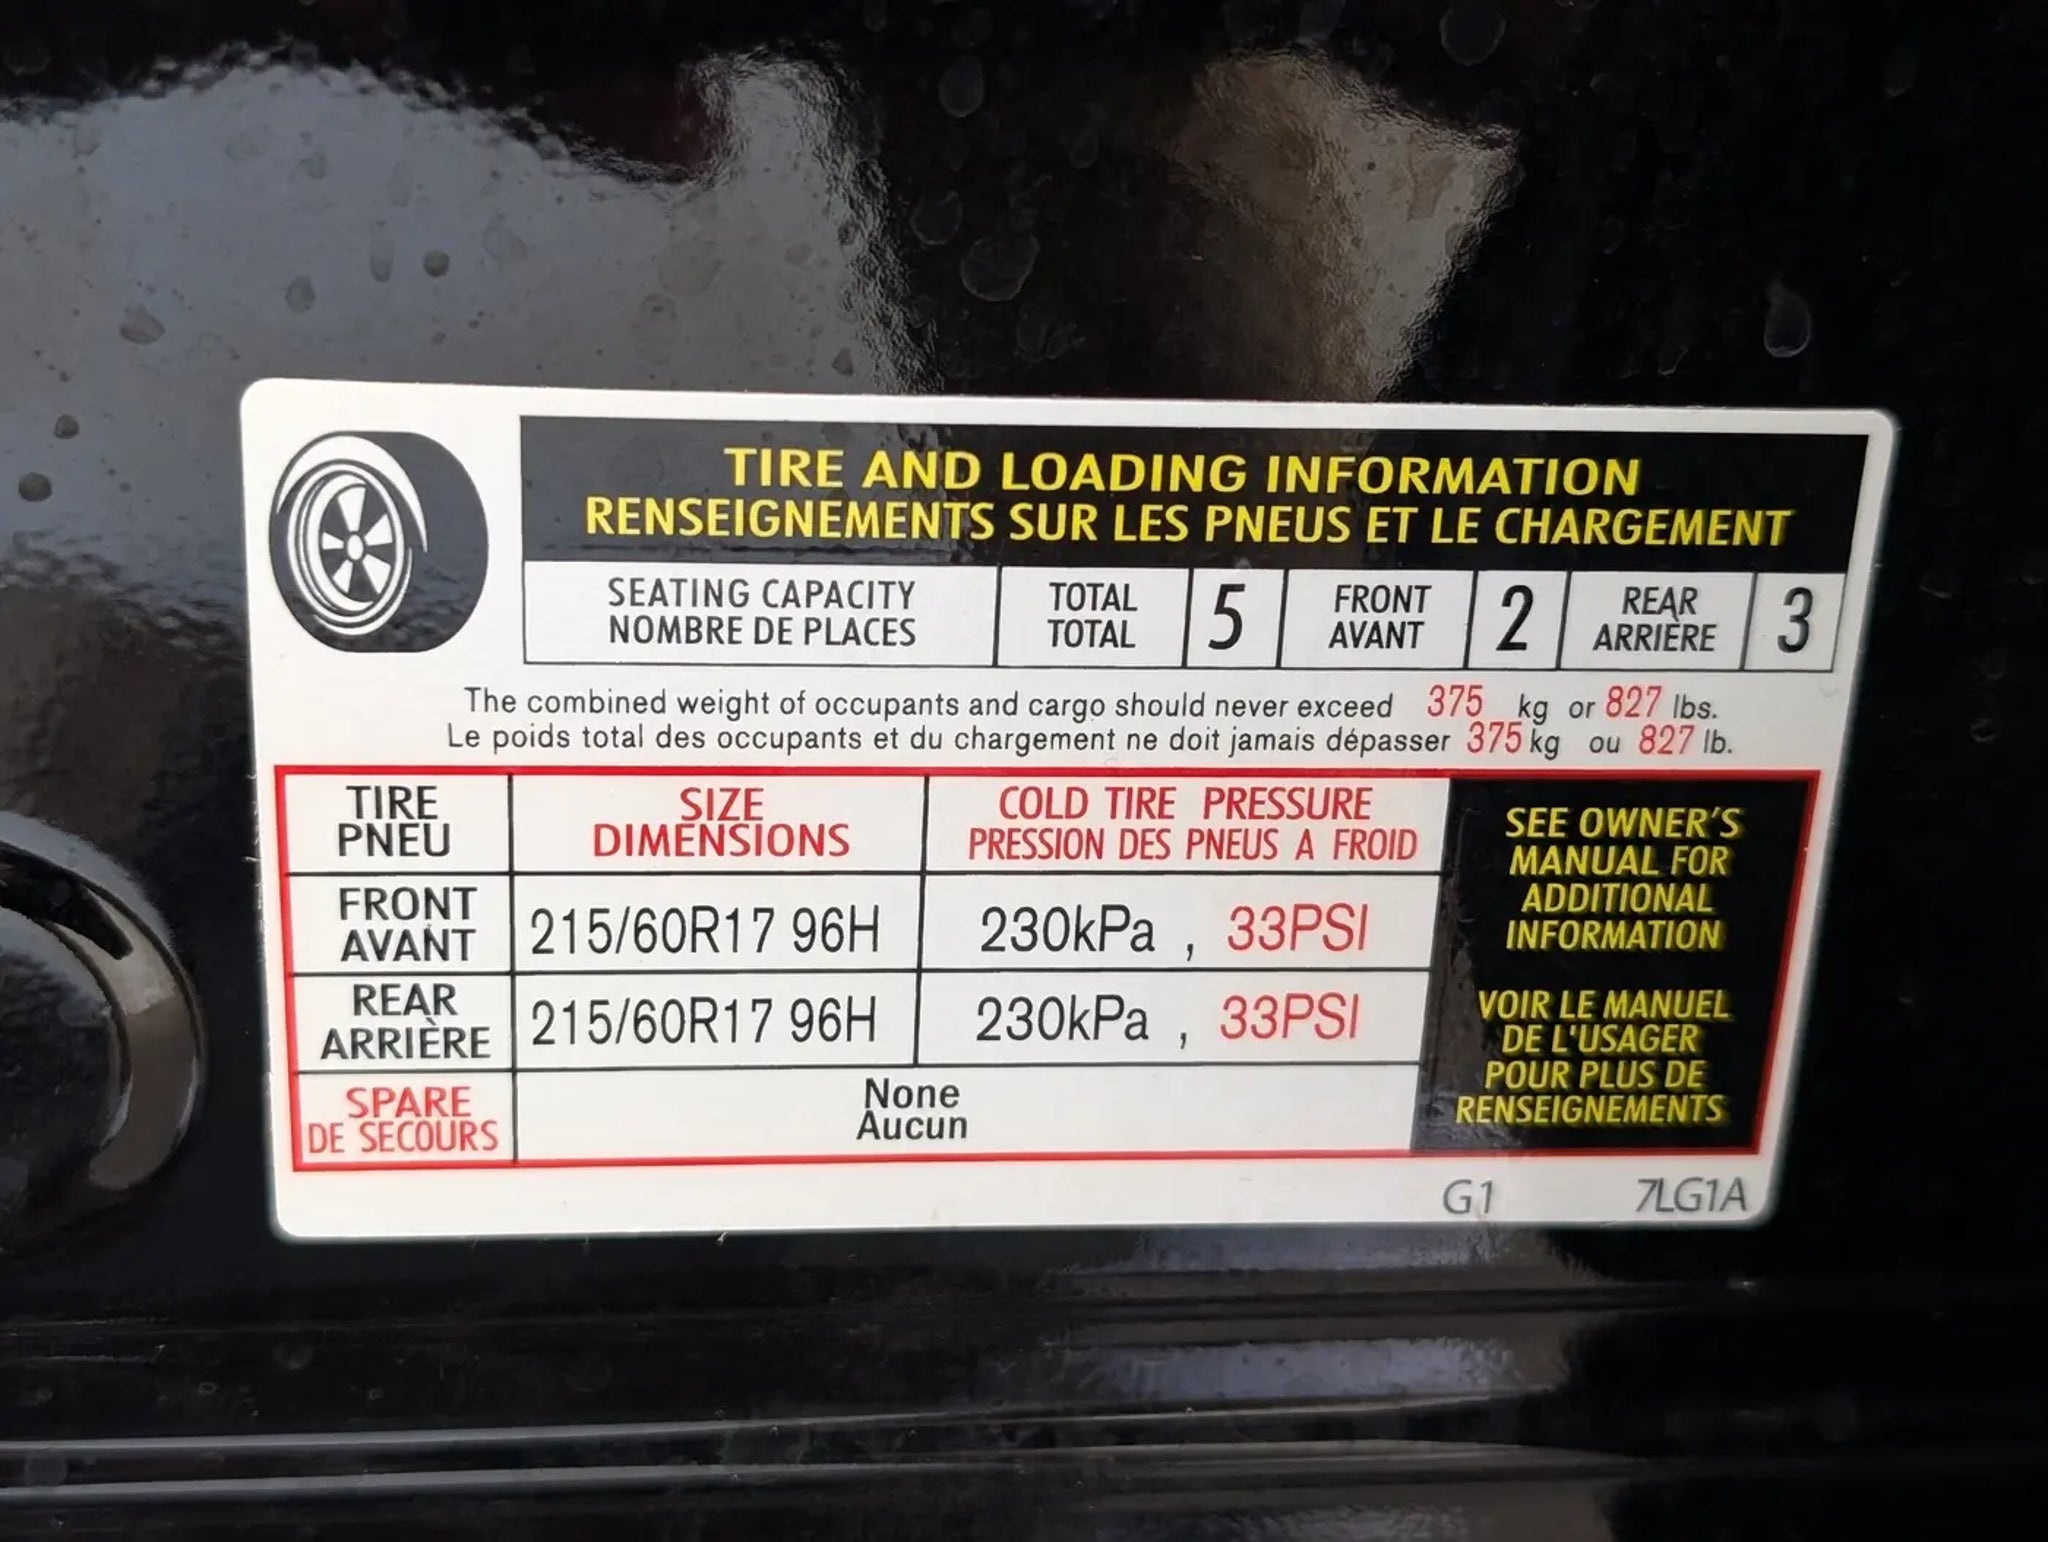 TIRE AND LOADING INFORMATION
RENSEIGNEMENTS SUR LES PNEUS ET LE CHARGEMENT
SEATING CAPACITY TOTAL 5 FRONT 2 REAR 3
NOMBRE DE PLACES TOTAL AVANT ARRIÈRE
The combined weight of occupants and cargo should never exceed 375 kg or 827 lbs.
Le poids total des occupants et du chargement ne doit jamais dépasser 375 kg ou 827 lb.
TIRE SIZE COLD TIRE PRESSURE
PNEU DIMENSIONS PRESSION DES PNEUS A FROID
FRONT
AVANT 215/60R17 96H 230kPa , 33PSI
REAR
ARRIÈRE 215/60R17 96H 230kPa , 33PSI
SPARE None
DE SECOURS Aucun
SEE OWNER'S
MANUAL FOR
ADDITIONAL
INFORMATION
VOIR LE MANUEL
DE L'USAGER
POUR PLUS DE
RENSEIGNEMENTS
G1 7LG1A